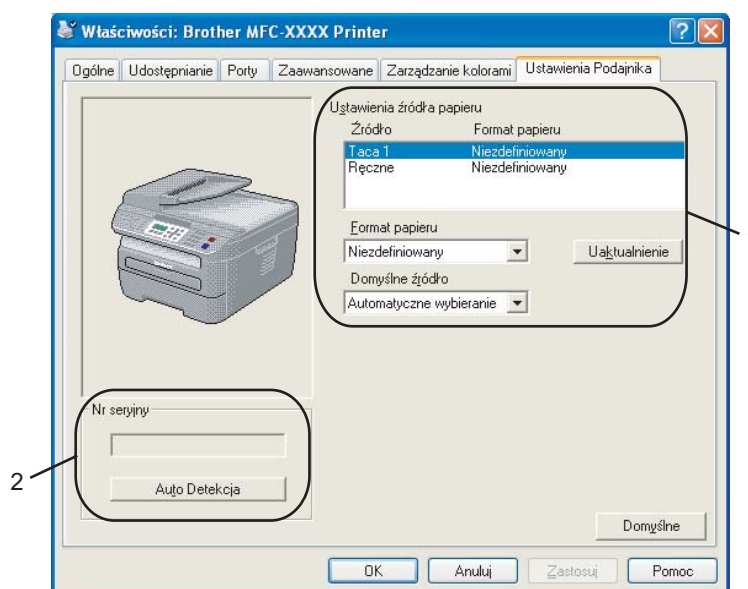 Właściwości: Brother MFC-XXXX Printer
Ogólne Udostępnianie Porty Zaawansowane Zarządzanie kolorami Ustawienia Podajnika
Ustawienia źródła papieru
Źródło Format papieru
Taca 1 Niezdefiniowany
Ręczne Niezdefiniowany
Format papieru
Niezdefiniowany Uaktualnienie
Domyślne źródło
Automatyczne wybieranie
Nr seryjny
2
Auto Detekcja
Domyślne
OK Anuluj Zastosuj Pomoc